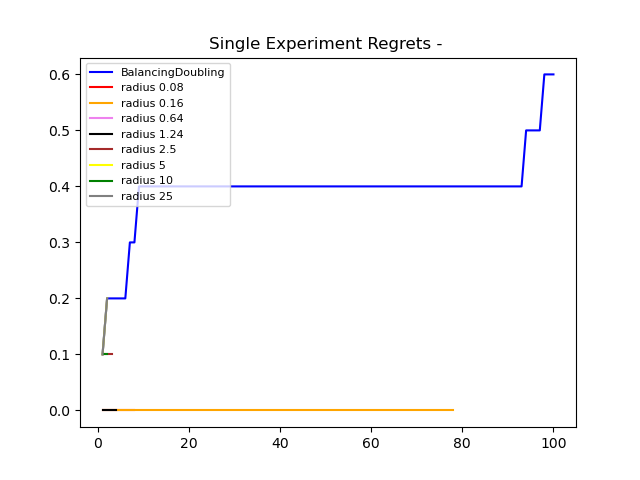 Single Experiment Regrets -
0.6
0.5
0.4
0.3
0.2
0.1
0.0
BalancingDoubling
radius 0.08
radius 0.16
radius 0.64
radius 1.24
radius 2.5
radius 5
radius 10
radius 25
0 20 40 60 80 100